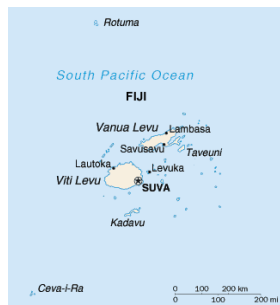 Rotuma
South Pacific Ocean
FIJI
Vanua Levu
Lambasa
Savusavu
Taveuni
Lautoka
Levuka
Viti Levu
SUVA
Kadavu
Ceva-I-Ra
0 100 200 km
0 100 200 mi